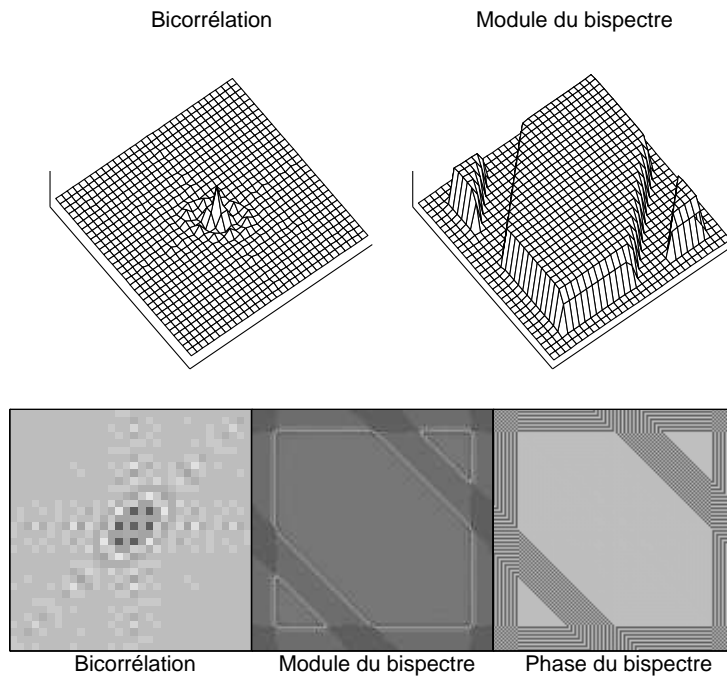 Bicorrélation
Module du bispectre
Bicorrélation
Module du bispectre
Phase du bispectre